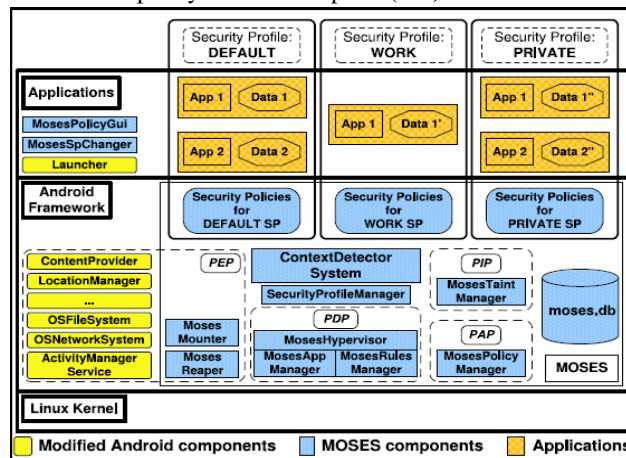 Security Profile:
DEFAULT
Security Profile:
WORK
Security Profile:
PRIVATE
Applications
MosesPolicyGui
MosesSpChanger
Launcher
App 1
Data 1
App 2
Data 2
App 1
Data 1'
App 1
Data 1"
App 2
Data 2"
Android
Framework
Security Policies
for
DEFAULT SP
Security Policies
for
WORK SP
Security Policies
for
PRIVATE SP
ContentProvider
LocationManager
...
OSFileSystem
OSNetworkSystem
ActivityManager
Service
PEP
Moses
Mounter
Moses
Reaper
ContextDetector
System
SecurityProfileManager
PDP
MosesHypervisor
MosesApp
Manager
MosesRules
Manager
PIP
MosesTaint
Manager
PAP
MosesPolicy
Manager
moses.db
MOSES
Linux Kernel
Modified Android components
MOSES components
Applications